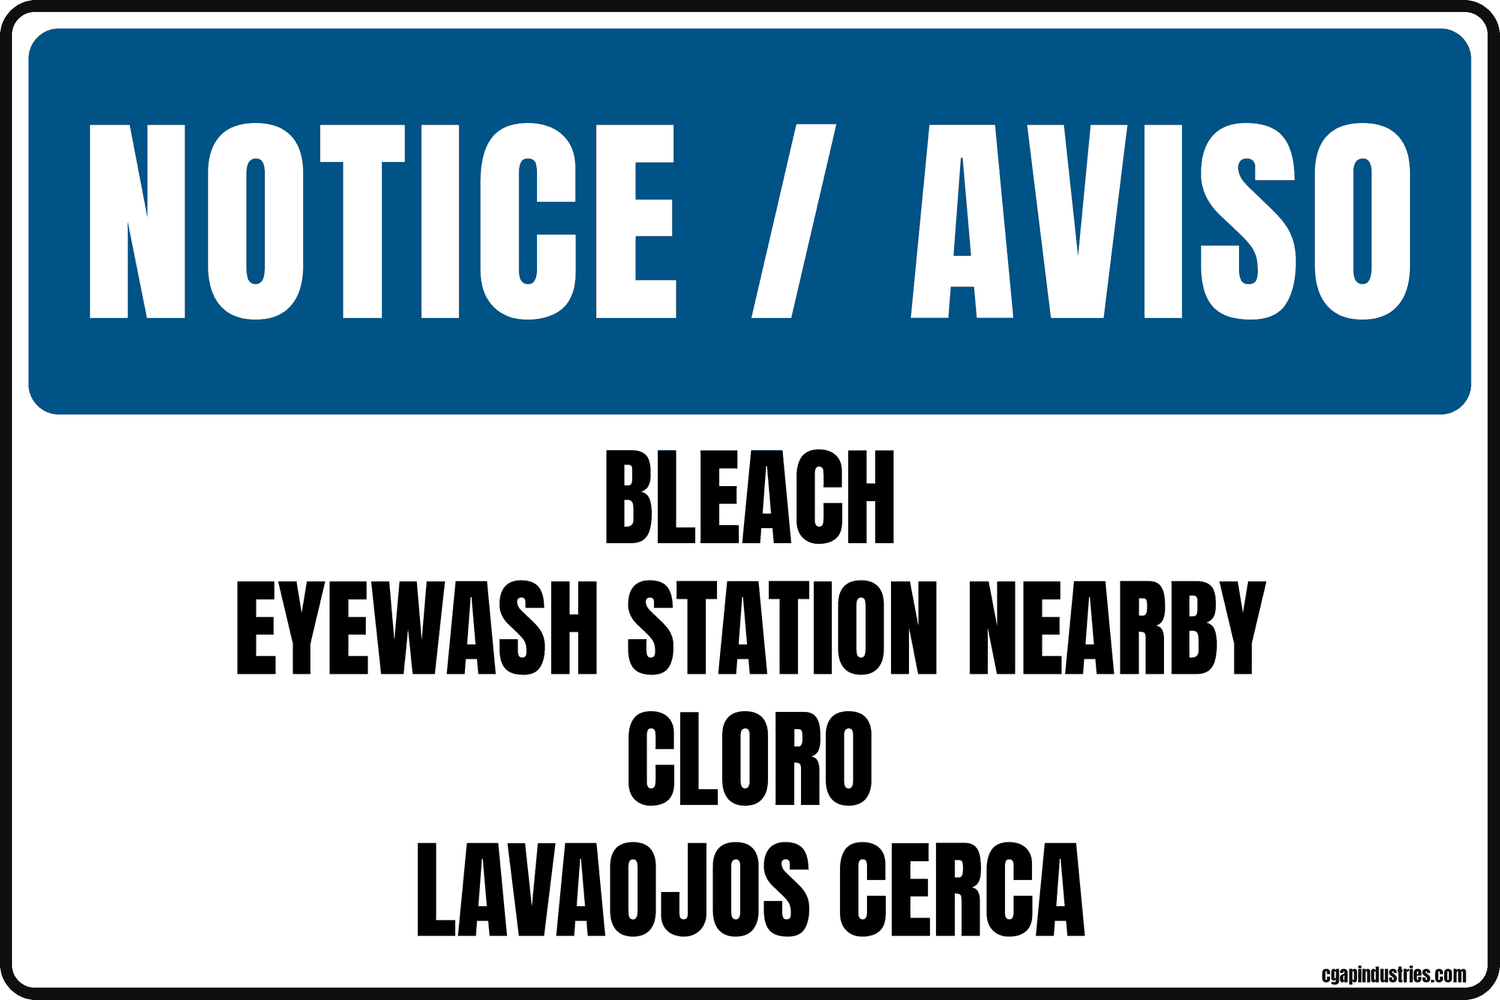 NOTICE / AVISO
BLEACH
EYEWASH STATION NEARBY
CLORO
LAVAOJOS CERCA
cgapindustries.com